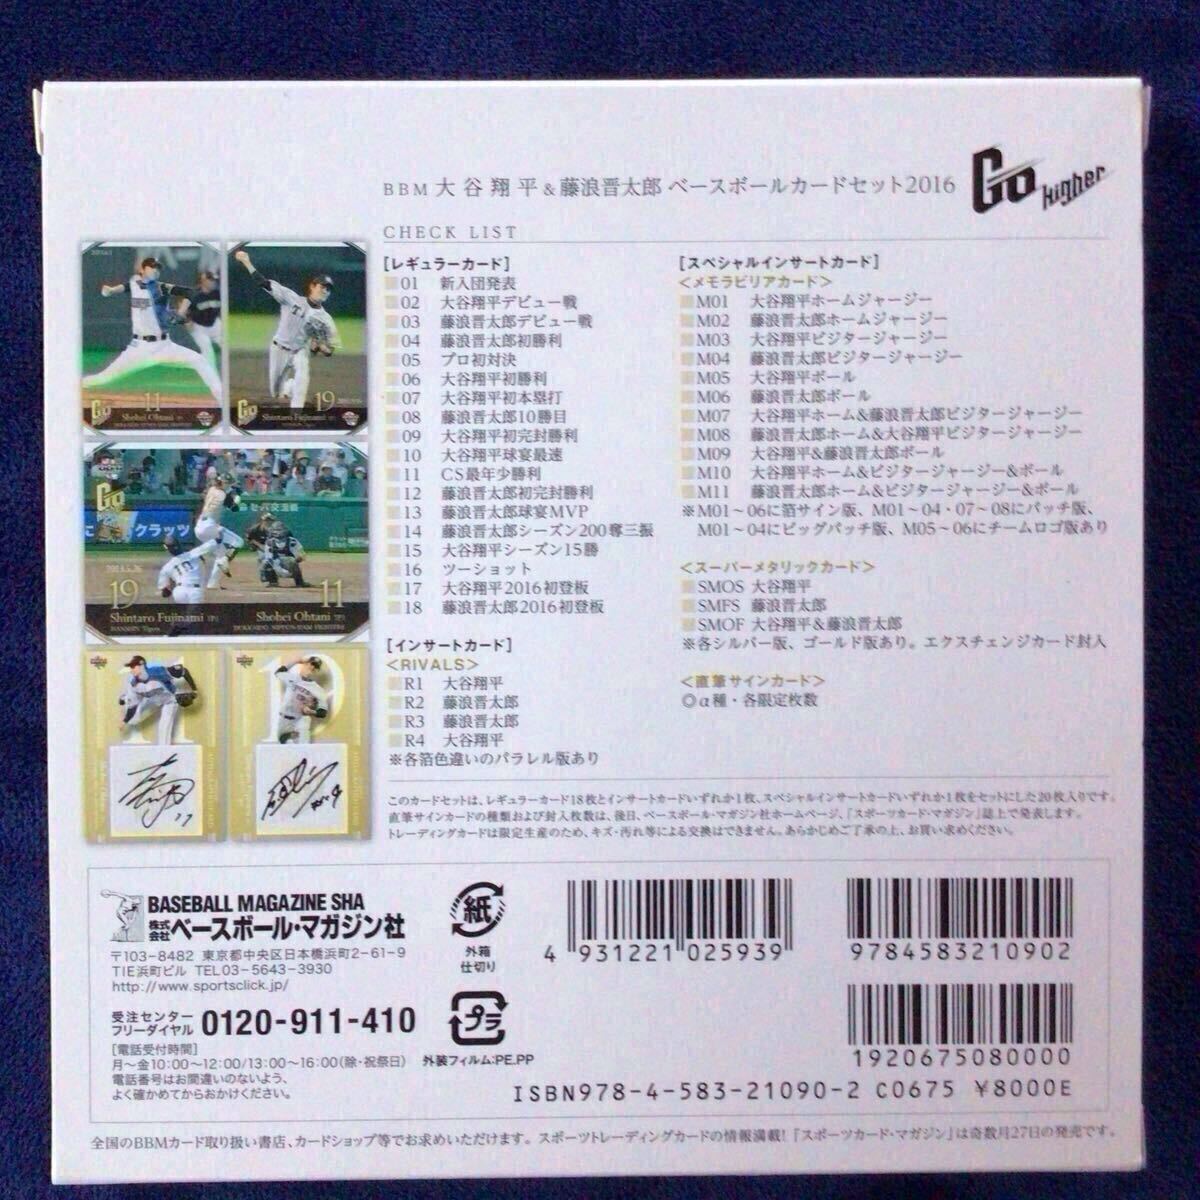 BBM 大谷翔平&藤浪晋太郎 ベースボールカードセット2016
Go Higher
CHECK LIST
[レギュラーカード]
01 新入団発表
02 大谷翔平デビュー戦
03 藤浪晋太郎デビュー戦
04 藤浪晋太郎初勝利
05 プロ初対決
06 大谷翔平初勝利
07 大谷翔平初本塁打
08 藤浪晋太郎10勝目
09 大谷翔平初完封勝利
10 大谷翔平球宴最速
11 CS最年少勝利
12 藤浪晋太郎初完封勝利
13 藤浪晋太郎球宴MVP
14 藤浪晋太郎シーズン200奪三振
15 大谷翔平シーズン15勝
16 ツーショット
17 大谷翔平2016初登板
18 藤浪晋太郎2016初登板
[インサートカード]
<RIVALS>
R1 大谷翔平
R2 藤浪晋太郎
R3 藤浪晋太郎
R4 大谷翔平
※各箔色違いのパラレル版あり
[スペシャルインサートカード]
<メモラビリアカード>
M01 大谷翔平ホームジャージー
M02 藤浪晋太郎ホームジャージー
M03 大谷翔平ビジタージャージー
M04 藤浪晋太郎ビジタージャージー
M05 大谷翔平ボール
M06 藤浪晋太郎ボール
M07 大谷翔平ホーム&藤浪晋太郎ビジタージャージー
M08 藤浪晋太郎ホーム&大谷翔平ビジタージャージー
M09 大谷翔平&藤浪晋太郎ボール
M10 大谷翔平ホーム&ビジタージャージー&ボール
M11 藤浪晋太郎ホーム&ビジタージャージー&ボール
※M01〜06に箔サイン版、M01〜04・07〜08にパッチ版、
M01〜04にビッグパッチ版、M05〜06にチームロゴ版あり
<スーパーメタリックカード>
SMOS 大谷翔平
SMFS 藤浪晋太郎
SMOF 大谷翔平&藤浪晋太郎
※各シルバー版、ゴールド版あり。エクスチェンジカード封入
<直筆サインカード>
◎α種・各限定枚数
11
Shohei Ohtani
19
Shintaro Fujinami
Go
2013.5.26
19
Shintaro Fujinami (P)
HANSHIN Tigers
11
Shohei Ohtani (P)
HOKKAIDO NIPPON-HAM FIGHTERS
このカードセットは、レギュラーカード18枚とインサートカードいずれか1枚、スペシャルインサートカードいずれか1枚をセットにした20枚入りです。
直筆サインカードの種類および封入枚数は、後日、ベースボール・マガジン社ホームページ、「スポーツカード・マガジン」誌上で発表します。
トレーディングカードは限定生産のため、キズ・汚れ等による交換はできません。あらかじめご了承の上、お買い求めください。
BASEBALL MAGAZINE SHA
株式会社ベースボール・マガジン社
〒103-8482 東京都中央区日本橋浜町2-61-9
TIE浜町ビル TEL03-5643-3930
http://www.sportsclick.jp/
受注センター
フリーダイヤル 0120-911-410
[電話受付時間]
月〜金10:00〜12:00/13:00〜16:00(除・祝祭日)
電話番号はお間違いのないよう、
よく確かめてからおかけください。
紙
外箱
仕切り
プラ
外装フィルム:PE.PP
4 931221 025939
9784583210902
1920675080000
ISBN978-4-583-21090-2 C0675 ¥8000E
全国のBBMカード取り扱い書店、カードショップ等でお求めいただけます。スポーツトレーディングカードの情報満載!「スポーツカード・マガジン」は奇数月27日の発売です。